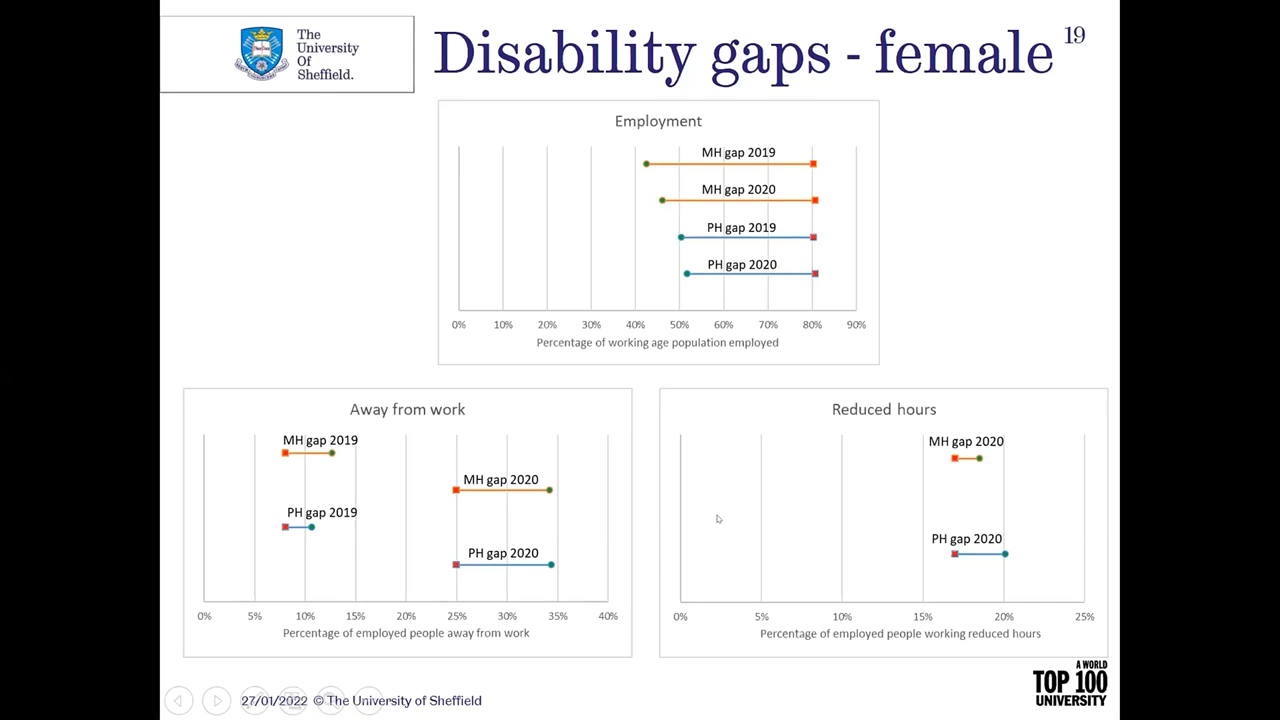 The
University
Of
Sheffield.
Disability gaps - female
19
Employment
MH gap 2019
MH gap 2020
PH gap 2019
PH gap 2020
0% 10% 20% 30% 40% 50% 60% 70% 80% 90%
Percentage of working age population employed
Away from work
MH gap 2019
MH gap 2020
PH gap 2019
PH gap 2020
0% 5% 10% 15% 20% 25% 30% 35% 40%
Percentage of employed people away from work
Reduced hours
MH gap 2020
PH gap 2020
0% 5% 10% 15% 20% 25%
Percentage of employed people working reduced hours
27/01/2022 © The University of Sheffield
A WORLD
TOP 100
UNIVERSITY